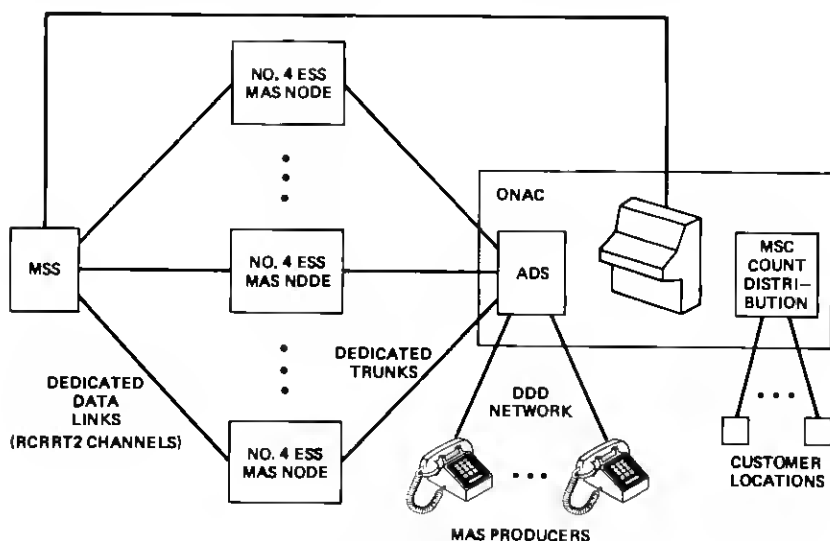 NO. 4 ESS
MAS NODE
ONAC
MSS
NO. 4 ESS
MAS NDDE
ADS
MSC
COUNT
DISTRI–
BUTION
DEDICATED
TRUNKS
DEDICATED
DATA
LINKS
(RCRRT2 CHANNELS)
DDD
NETWORK
NO. 4 ESS
MAS NODE
CUSTOMER
LOCATIONS
MAS PRODUCERS